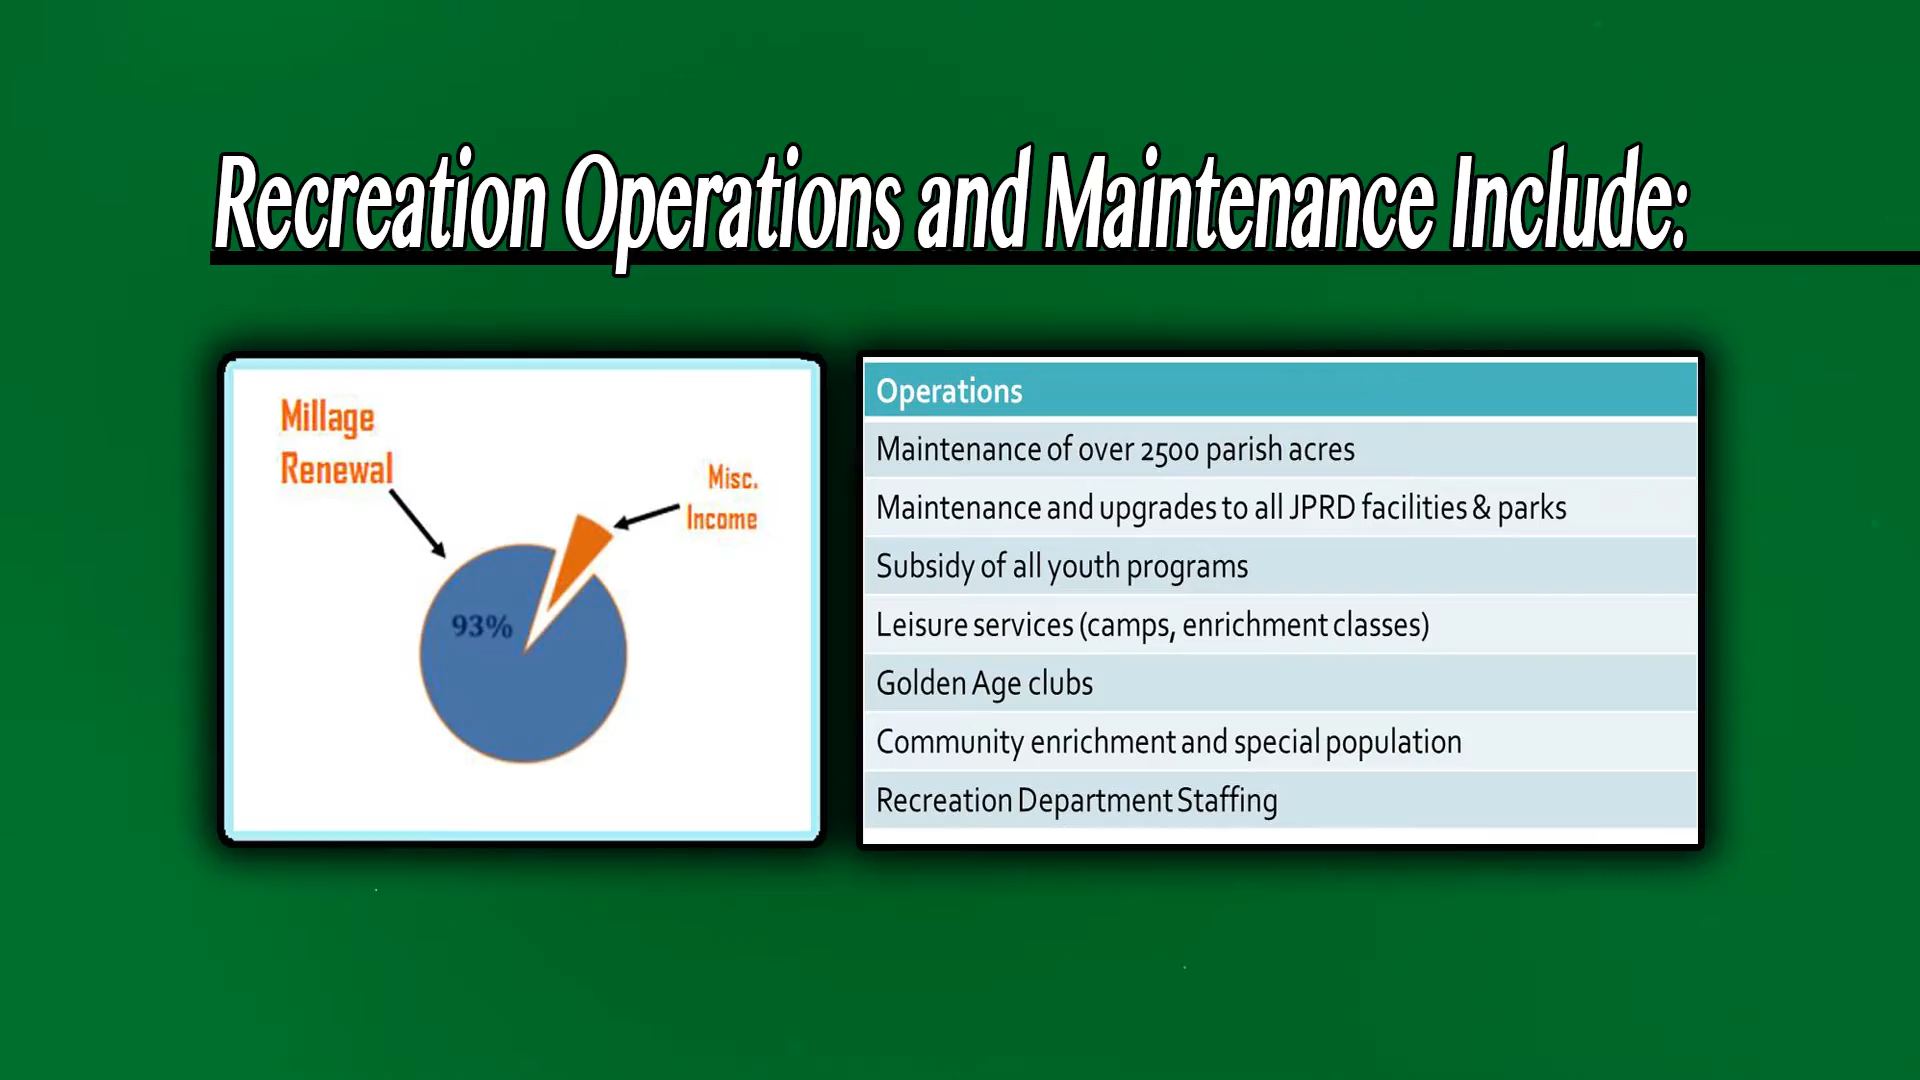 Recreation Operations and Maintenance Include:
Millage
Renewal
Misc.
Income
93%
Operations
Maintenance of over 2500 parish acres
Maintenance and upgrades to all JPRD facilities & parks
Subsidy of all youth programs
Leisure services (camps, enrichment classes)
Golden Age clubs
Community enrichment and special population
Recreation Department Staffing